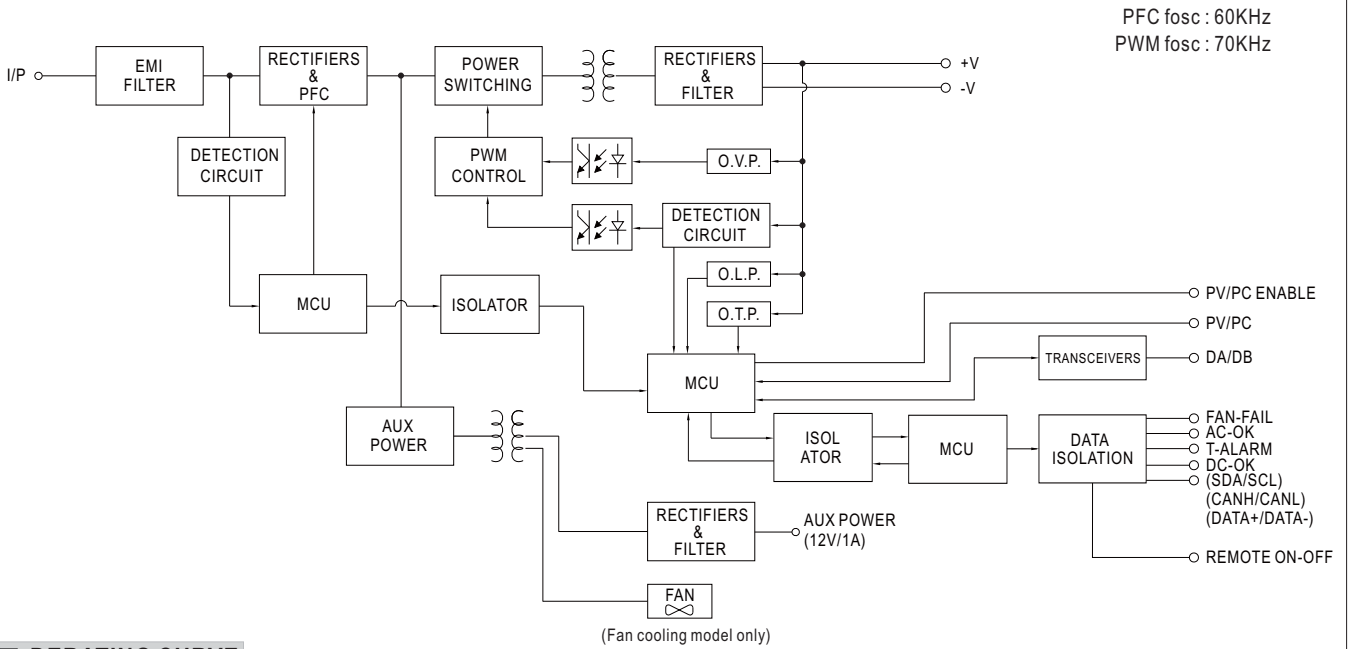 PFC fosc : 60KHz
PWM fosc : 70KHz
I/P
EMI
FILTER
RECTIFIERS
&
PFC
POWER
SWITCHING
RECTIFIERS
&
FILTER
+V
-V
DETECTION
CIRCUIT
PWM
CONTROL
O.V.P.
DETECTION
CIRCUIT
O.L.P.
O.T.P.
MCU
ISOLATOR
MCU
PV/PC ENABLE
PV/PC
TRANSCEIVERS
DA/DB
AUX
POWER
ISOL
ATOR
MCU
DATA
ISOLATION
FAN-FAIL
AC-OK
T-ALARM
DC-OK
(SDA/SCL)
(CANH/CANL)
(DATA+/DATA-)
REMOTE ON-OFF
RECTIFIERS
&
FILTER
AUX POWER
(12V/1A)
FAN
(Fan cooling model only)
DERATING CURVE